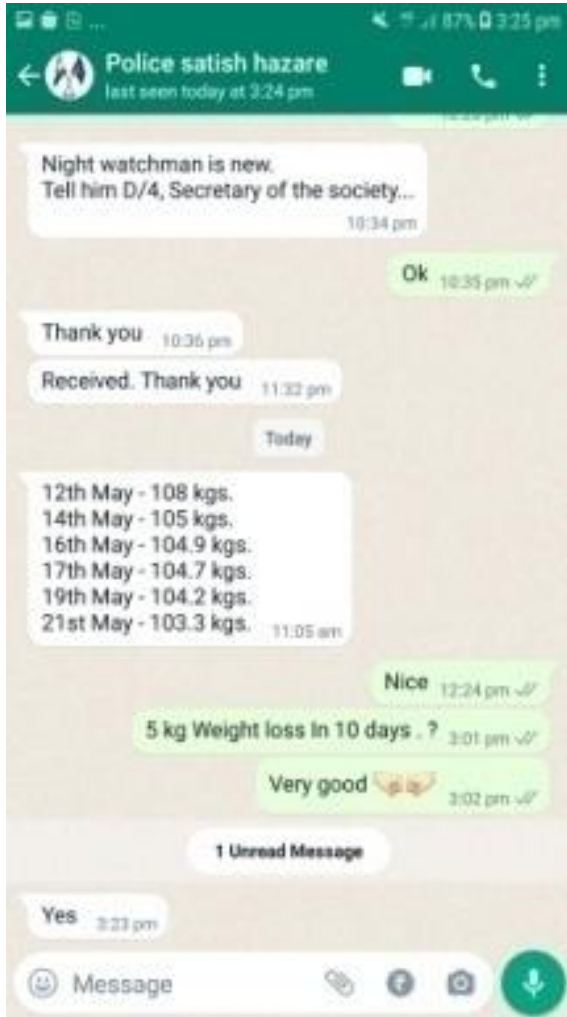 87% 3:25 pm
Police satish hazare
last seen today at 3:24 pm
Night watchman is new.
Tell him D/4, Secretary of the society...
10:34 pm
Ok 10:35 pm
Thank you 10:36 pm
Received. Thank you 11:32 pm
Today
12th May - 108 kgs.
14th May - 105 kgs.
16th May - 104.9 kgs.
17th May - 104.7 kgs.
19th May - 104.2 kgs.
21st May - 103.3 kgs. 11:05 am
Nice 12:24 pm
5 kg Weight loss In 10 days . ? 3:01 pm
Very good 3:02 pm
1 Unread Message
Yes 3:23 pm
Message